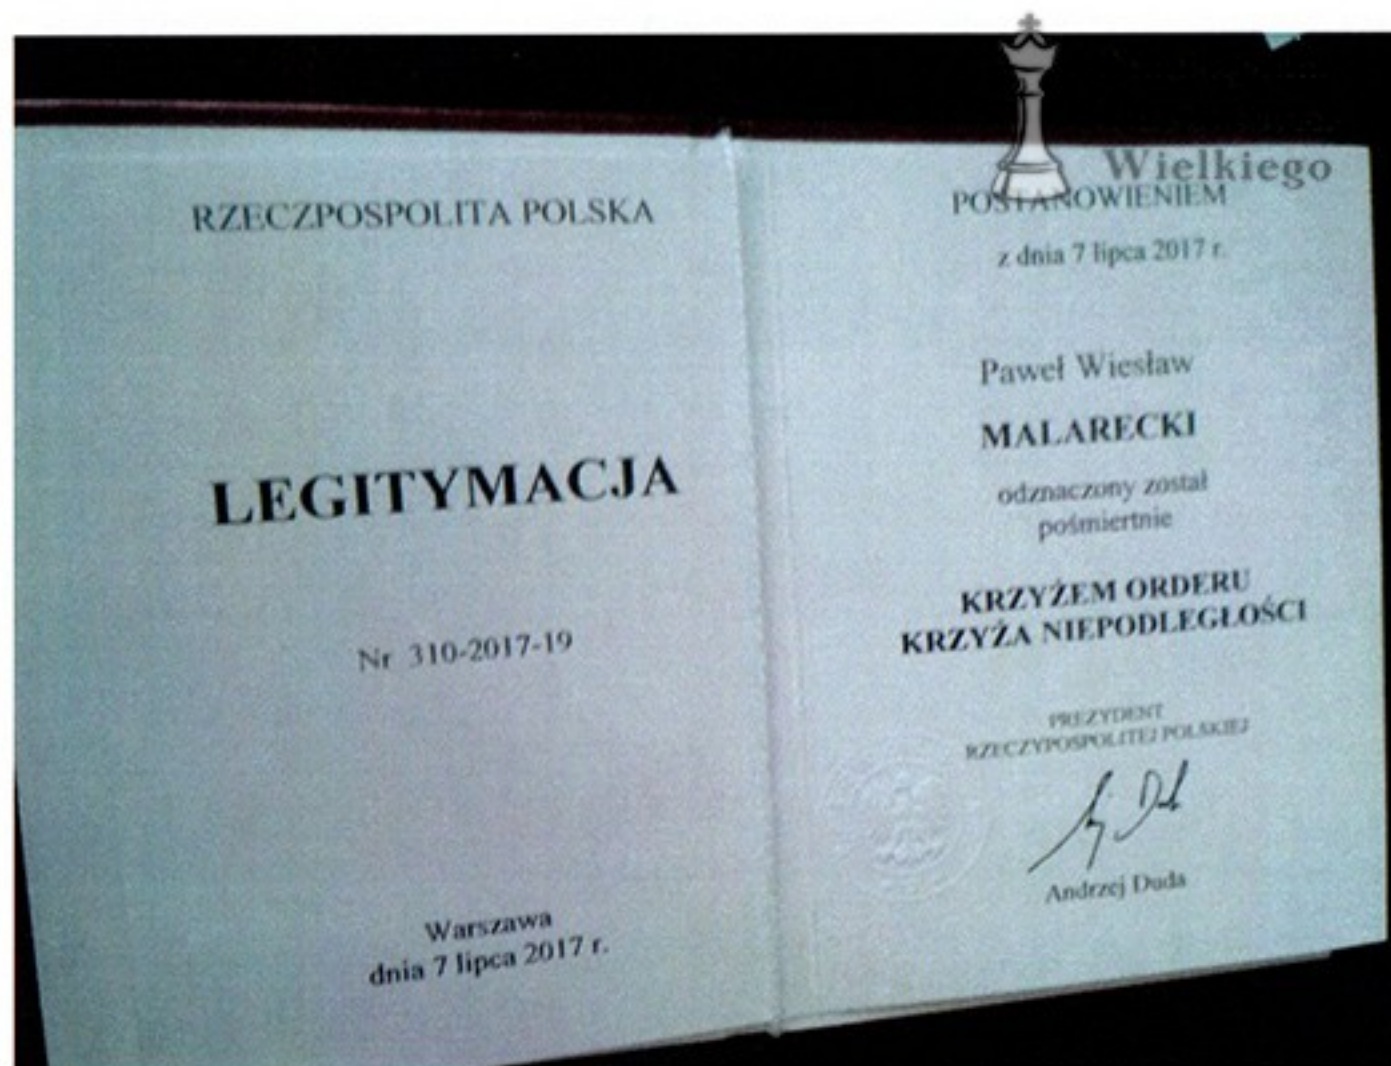 RZECZPOSPOLITA POLSKA
LEGITYMACJA
Nr 310-2017-19
Warszawa
dnia 7 lipca 2017 r.
Wielkiego
POSTANOWIENIEM
z dnia 7 lipca 2017 r.
Paweł Wiesław
MALARECKI
odznaczony został
pośmiertnie
KRZYŻEM ORDERU
KRZYŻA NIEPODLEGŁOŚCI
PREZYDENT
RZECZYPOSPOLITEJ POLSKIEJ
Andrzej Duda